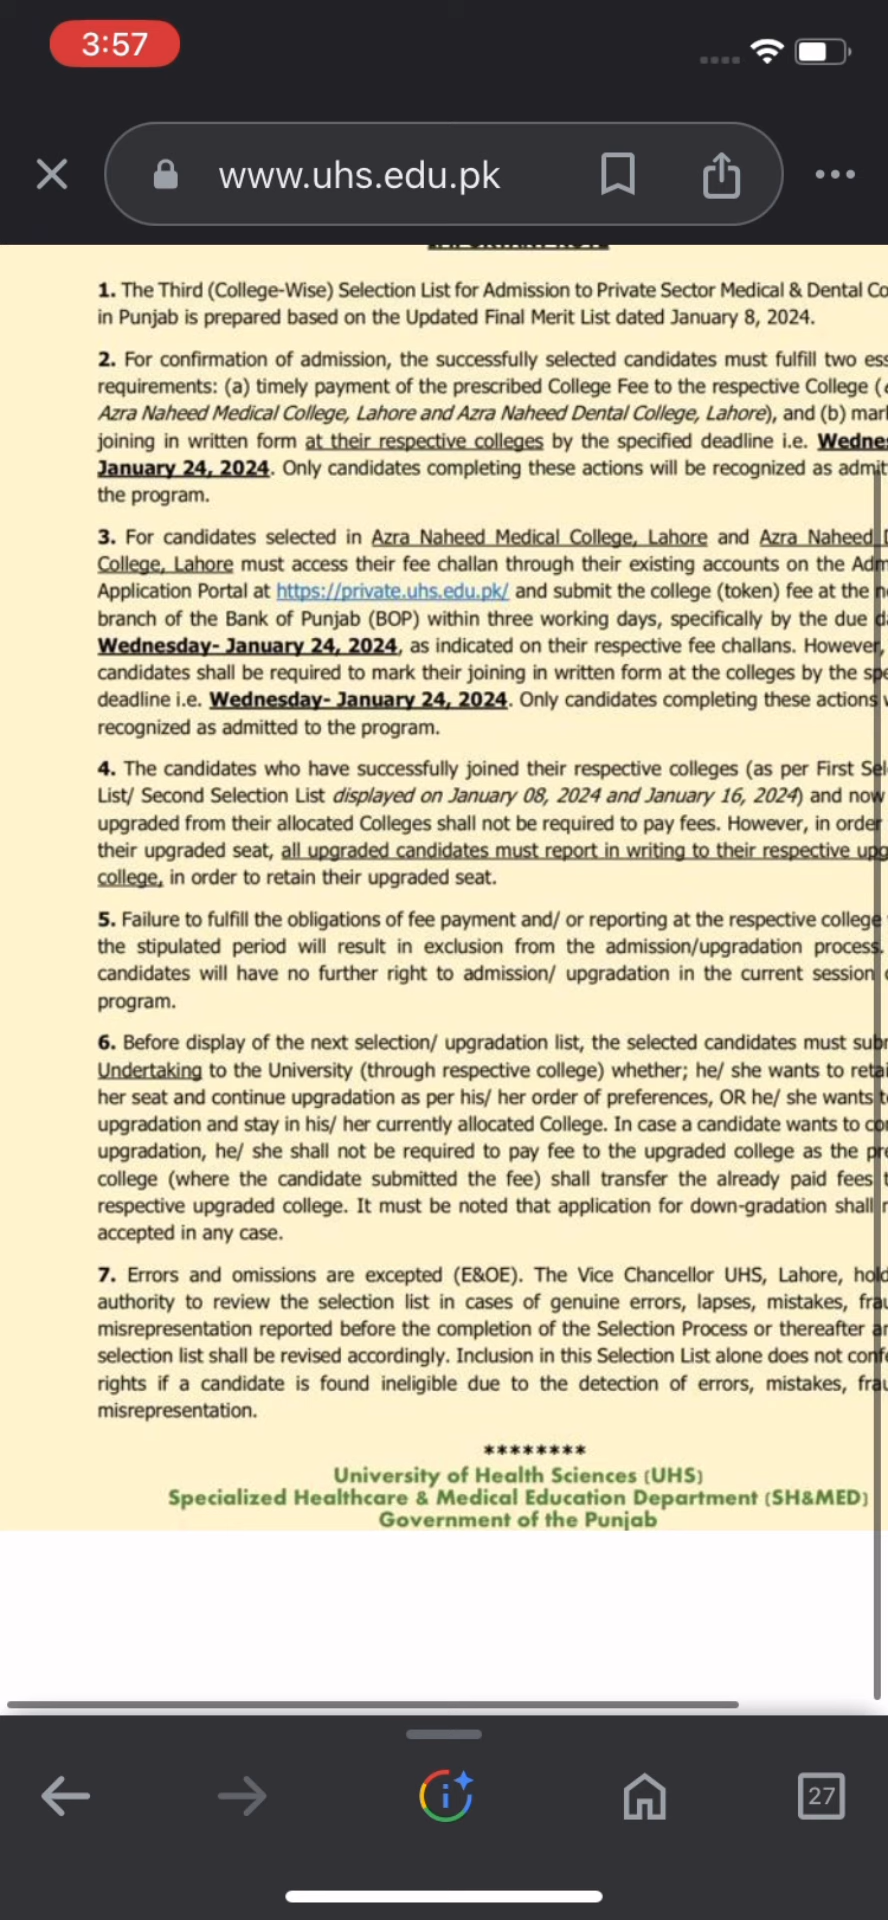 3:57
www.uhs.edu.pk
1. The Third (College-Wise) Selection List for Admission to Private Sector Medical & Dental Co
in Punjab is prepared based on the Updated Final Merit List dated January 8, 2024.
2. For confirmation of admission, the successfully selected candidates must fulfill two ess
requirements: (a) timely payment of the prescribed College Fee to the respective College (
Azra Naheed Medical College, Lahore and Azra Naheed Dental College, Lahore), and (b) mar
joining in written form at their respective colleges by the specified deadline i.e. Wednes
January 24, 2024. Only candidates completing these actions will be recognized as admit
the program.
3. For candidates selected in Azra Naheed Medical College, Lahore and Azra Naheed D
College, Lahore must access their fee challan through their existing accounts on the Adm
Application Portal at https://private.uhs.edu.pk/ and submit the college (token) fee at the n
branch of the Bank of Punjab (BOP) within three working days, specifically by the due d
Wednesday- January 24, 2024, as indicated on their respective fee challans. However,
candidates shall be required to mark their joining in written form at the colleges by the spe
deadline i.e. Wednesday- January 24, 2024. Only candidates completing these actions w
recognized as admitted to the program.
4. The candidates who have successfully joined their respective colleges (as per First Sel
List/ Second Selection List displayed on January 08, 2024 and January 16, 2024) and now
upgraded from their allocated Colleges shall not be required to pay fees. However, in order
their upgraded seat, all upgraded candidates must report in writing to their respective upg
college, in order to retain their upgraded seat.
5. Failure to fulfill the obligations of fee payment and/ or reporting at the respective college
the stipulated period will result in exclusion from the admission/upgradation process.
candidates will have no further right to admission/ upgradation in the current session
program.
6. Before display of the next selection/ upgradation list, the selected candidates must subm
Undertaking to the University (through respective college) whether; he/ she wants to retai
her seat and continue upgradation as per his/ her order of preferences, OR he/ she wants t
upgradation and stay in his/ her currently allocated College. In case a candidate wants to con
upgradation, he/ she shall not be required to pay fee to the upgraded college as the pre
college (where the candidate submitted the fee) shall transfer the already paid fees t
respective upgraded college. It must be noted that application for down-gradation shall n
accepted in any case.
7. Errors and omissions are excepted (E&OE). The Vice Chancellor UHS, Lahore, hold
authority to review the selection list in cases of genuine errors, lapses, mistakes, frau
misrepresentation reported before the completion of the Selection Process or thereafter an
selection list shall be revised accordingly. Inclusion in this Selection List alone does not confe
rights if a candidate is found ineligible due to the detection of errors, mistakes, frau
misrepresentation.
********
University of Health Sciences (UHS)
Specialized Healthcare & Medical Education Department (SH&MED)
Government of the Punjab
27